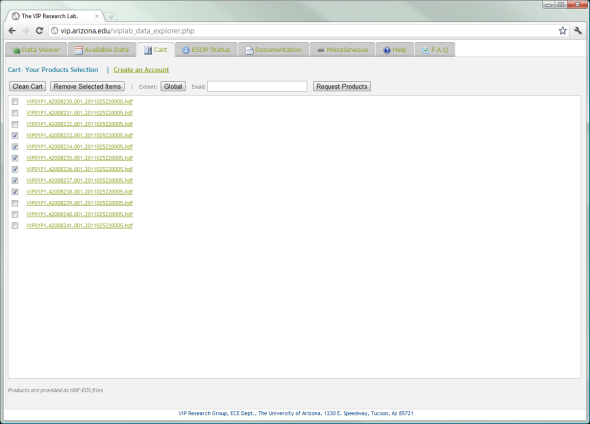 The VIP Research Lab.
vip.arizona.edu/viplab_data_explorer.php
Data Viewer Available Data Cart ESDR Status Documentation Miscelaneous Help F.A.Q
Cart- Your Products Selection | Create an Account
Clean Cart Remove Selected Items | Extent: Global Email: Request Products
VIP01P1.A2008230.001.2011025220005.hdf
VIP01P1.A2008231.001.2011025220005.hdf
VIP01P1.A2008232.001.2011025220005.hdf
VIP01P1.A2008233.001.2011025220005.hdf
VIP01P1.A2008234.001.2011025220005.hdf
VIP01P1.A2008235.001.2011025220005.hdf
VIP01P1.A2008236.001.2011025220005.hdf
VIP01P1.A2008237.001.2011025220005.hdf
VIP01P1.A2008238.001.2011025220005.hdf
VIP01P1.A2008239.001.2011025220005.hdf
VIP01P1.A2008240.001.2011025220005.hdf
VIP01P1.A2008241.001.2011025220005.hdf
Products are provided as HDF-EOS files
VIP Research Group, ECE Dept., The University of Arizona. 1230 E. Speedway, Tucson, Az 85721